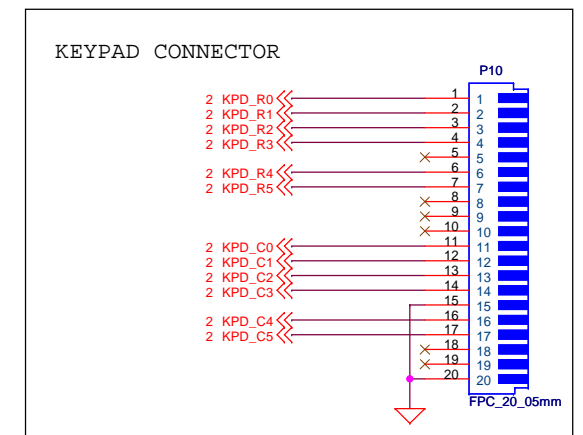 KEYPAD CONNECTOR
P10
2 KPD_R0 1 1
2 KPD_R1 2 2
2 KPD_R2 3 3
2 KPD_R3 4 4
5 5
2 KPD_R4 6 6
2 KPD_R5 7 7
8 8
9 9
10 10
2 KPD_C0 11 11
2 KPD_C1 12 12
2 KPD_C2 13 13
2 KPD_C3 14 14
15 15
2 KPD_C4 16 16
2 KPD_C5 17 17
18 18
19 19
20 20
FPC_20_05mm